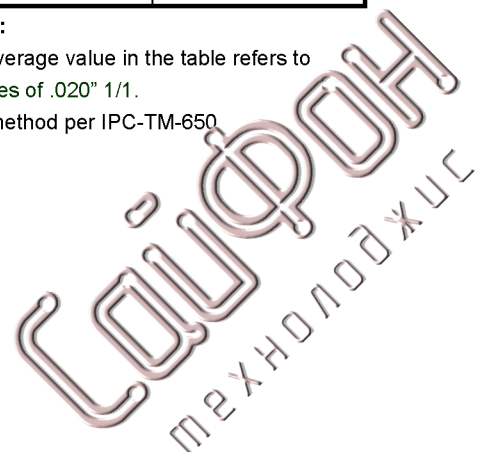 :
verage value in the table refers to
es of .020” 1/1.
method per IPC-TM-650
Сайфон
технолоджис